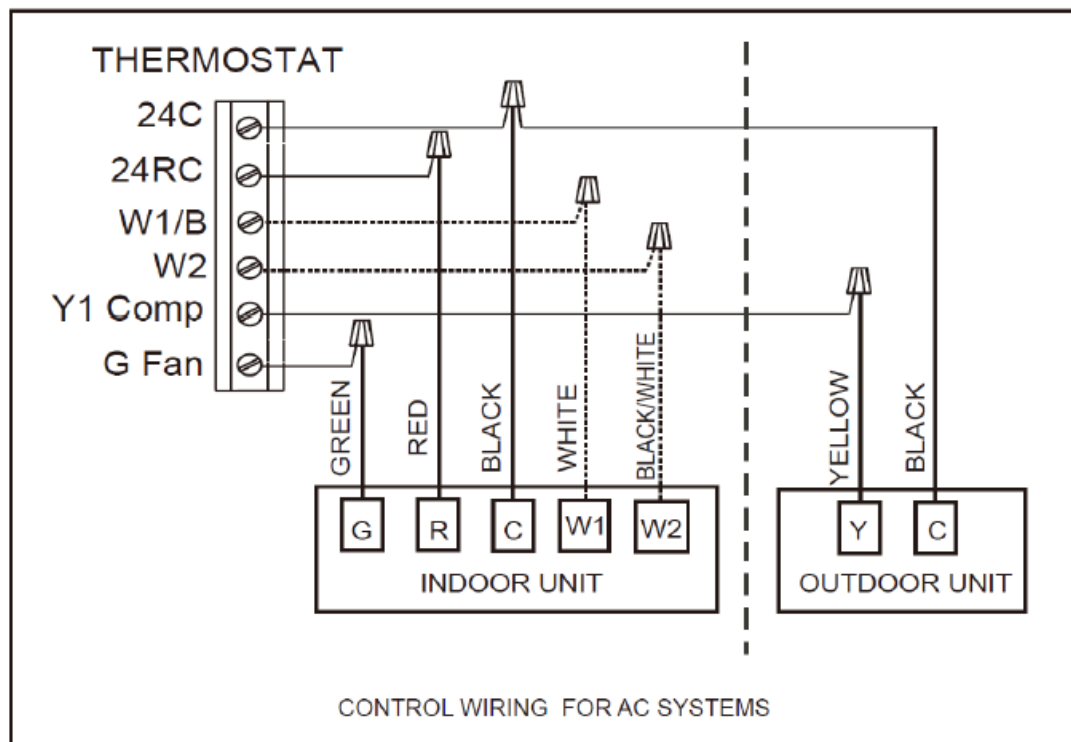 THERMOSTAT
24C
24RC
W1/B
W2
Y1 Comp
G Fan
GREEN
RED
BLACK
WHITE
BLACK/WHITE
YELLOW
BLACK
G R C W1 W2
Y C
INDOOR UNIT
OUTDOOR UNIT
CONTROL WIRING FOR AC SYSTEMS